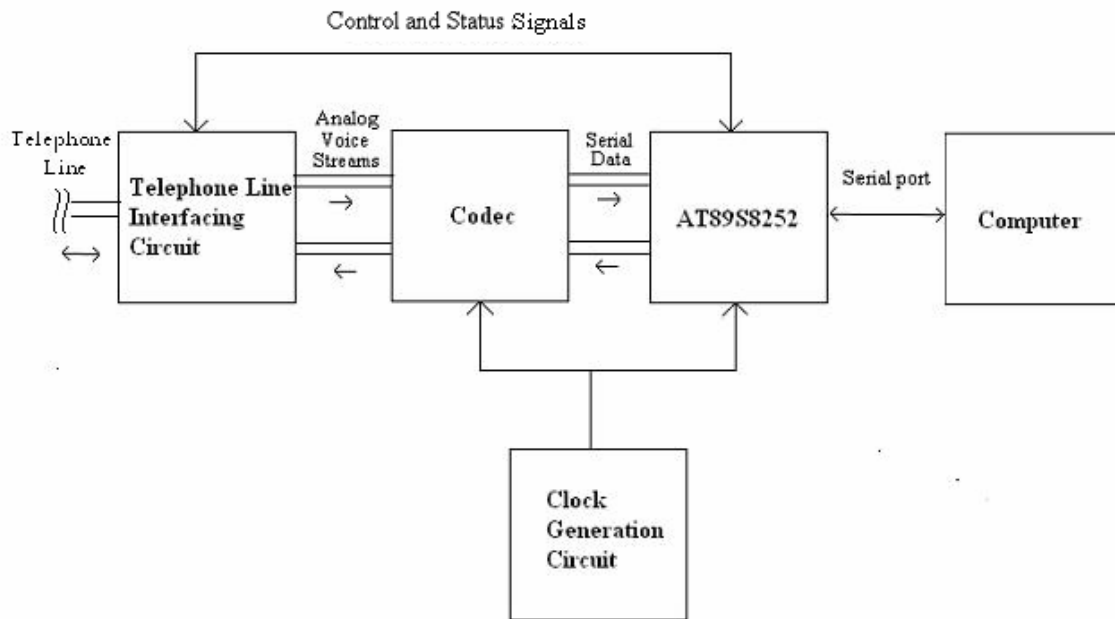 Control and Status Signals
Telephone
Line
Telephone Line
Interfacing
Circuit
Analog
Voice
Streams
Codec
Serial
Data
AT89S8252
Serial port
Computer
Clock
Generation
Circuit